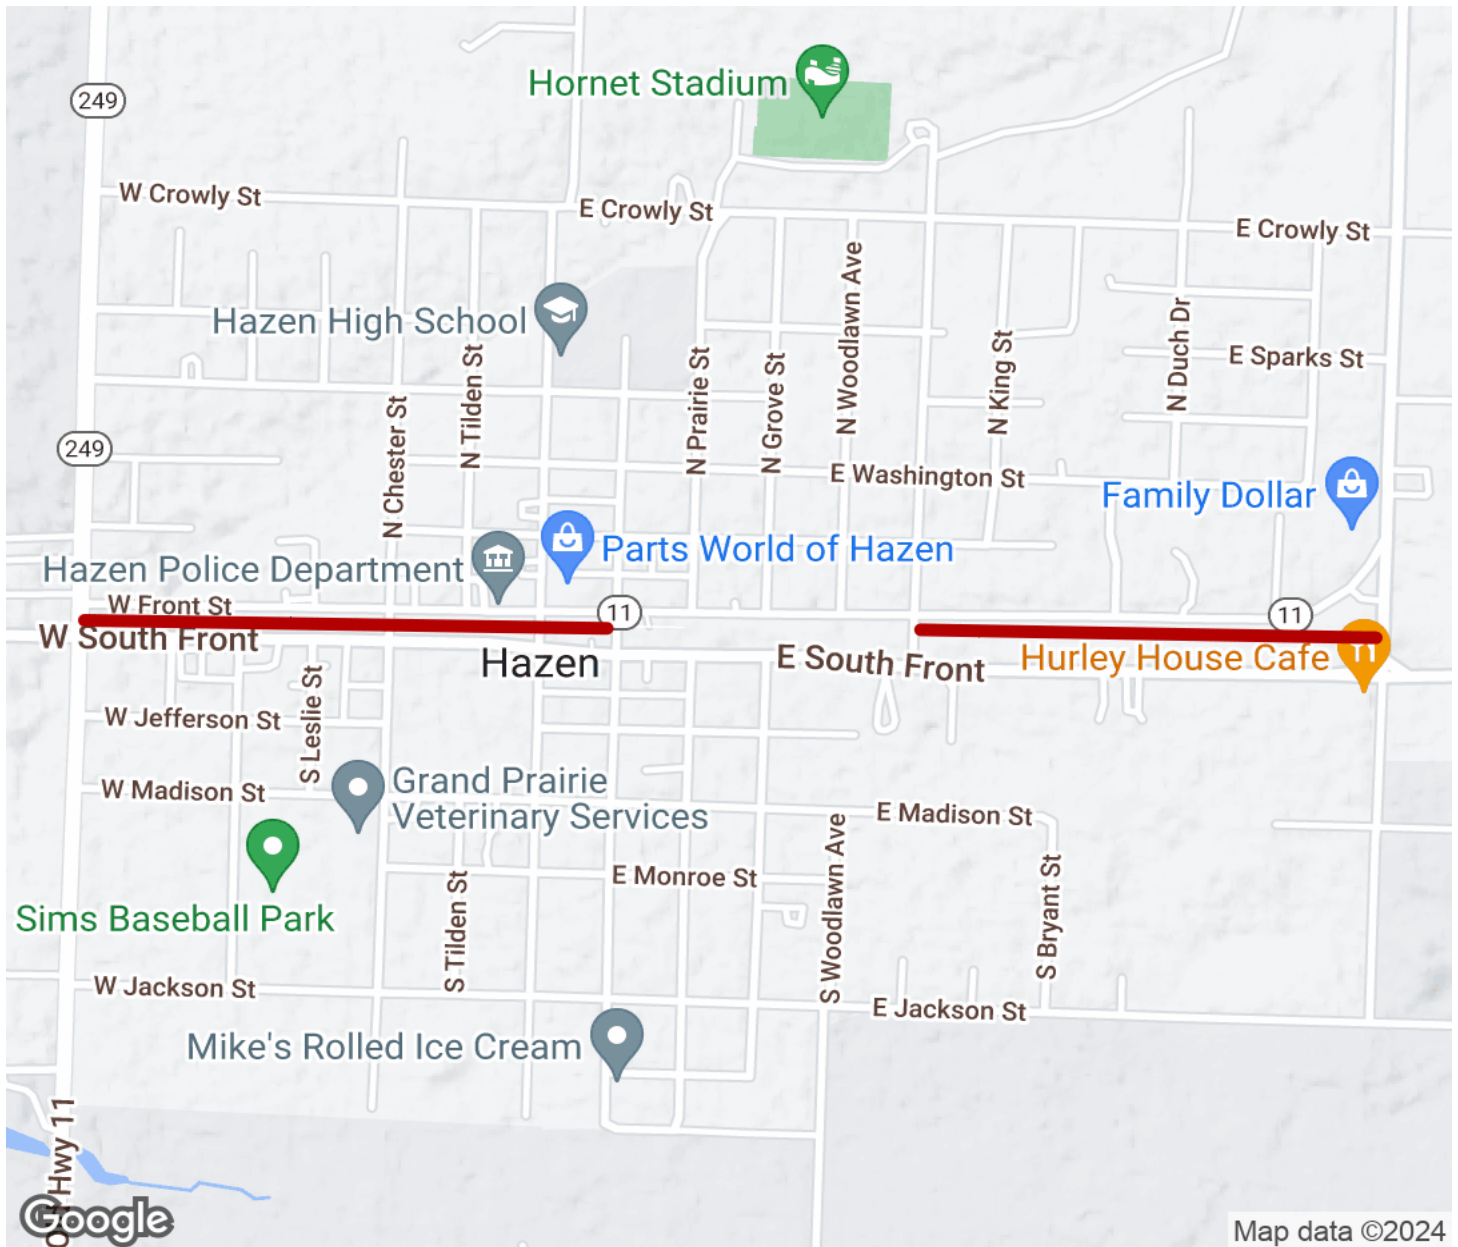 Hornet Stadium
249
W Crowly St
E Crowly St
E Crowly St
N Woodlawn Ave
Hazen High School
N Duch Dr
N Tilden St
N Prairie St
N Grove St
N King St
E Sparks St
N Chester St
249
E Washington St
Family Dollar
Parts World of Hazen
Hazen Police Department
W Front St
11
11
W South Front
Hazen
E South Front
Hurley House Cafe
S Leslie St
W Jefferson St
W Madison St
Grand Prairie
Veterinary Services
E Madison St
S Woodlawn Ave
S Bryant St
E Monroe St
S Tilden St
Sims Baseball Park
W Jackson St
E Jackson St
Mike's Rolled Ice Cream
Hwy 11
Google
Map data ©2024